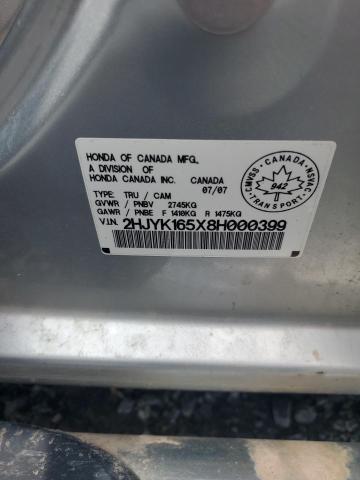 HONDA OF CANADA MFG.,
A DIVISION OF
HONDA CANADA INC. CANADA
07/07
TYPE: TRU / CAM
GVWR / PNBV 2745KG
GAWR / PNBE F 1410KG R 1475KG
V.I.N. 2HJYK165X8H000399
CMVSS - CANADA - NSVAC
942
TRANSPORT